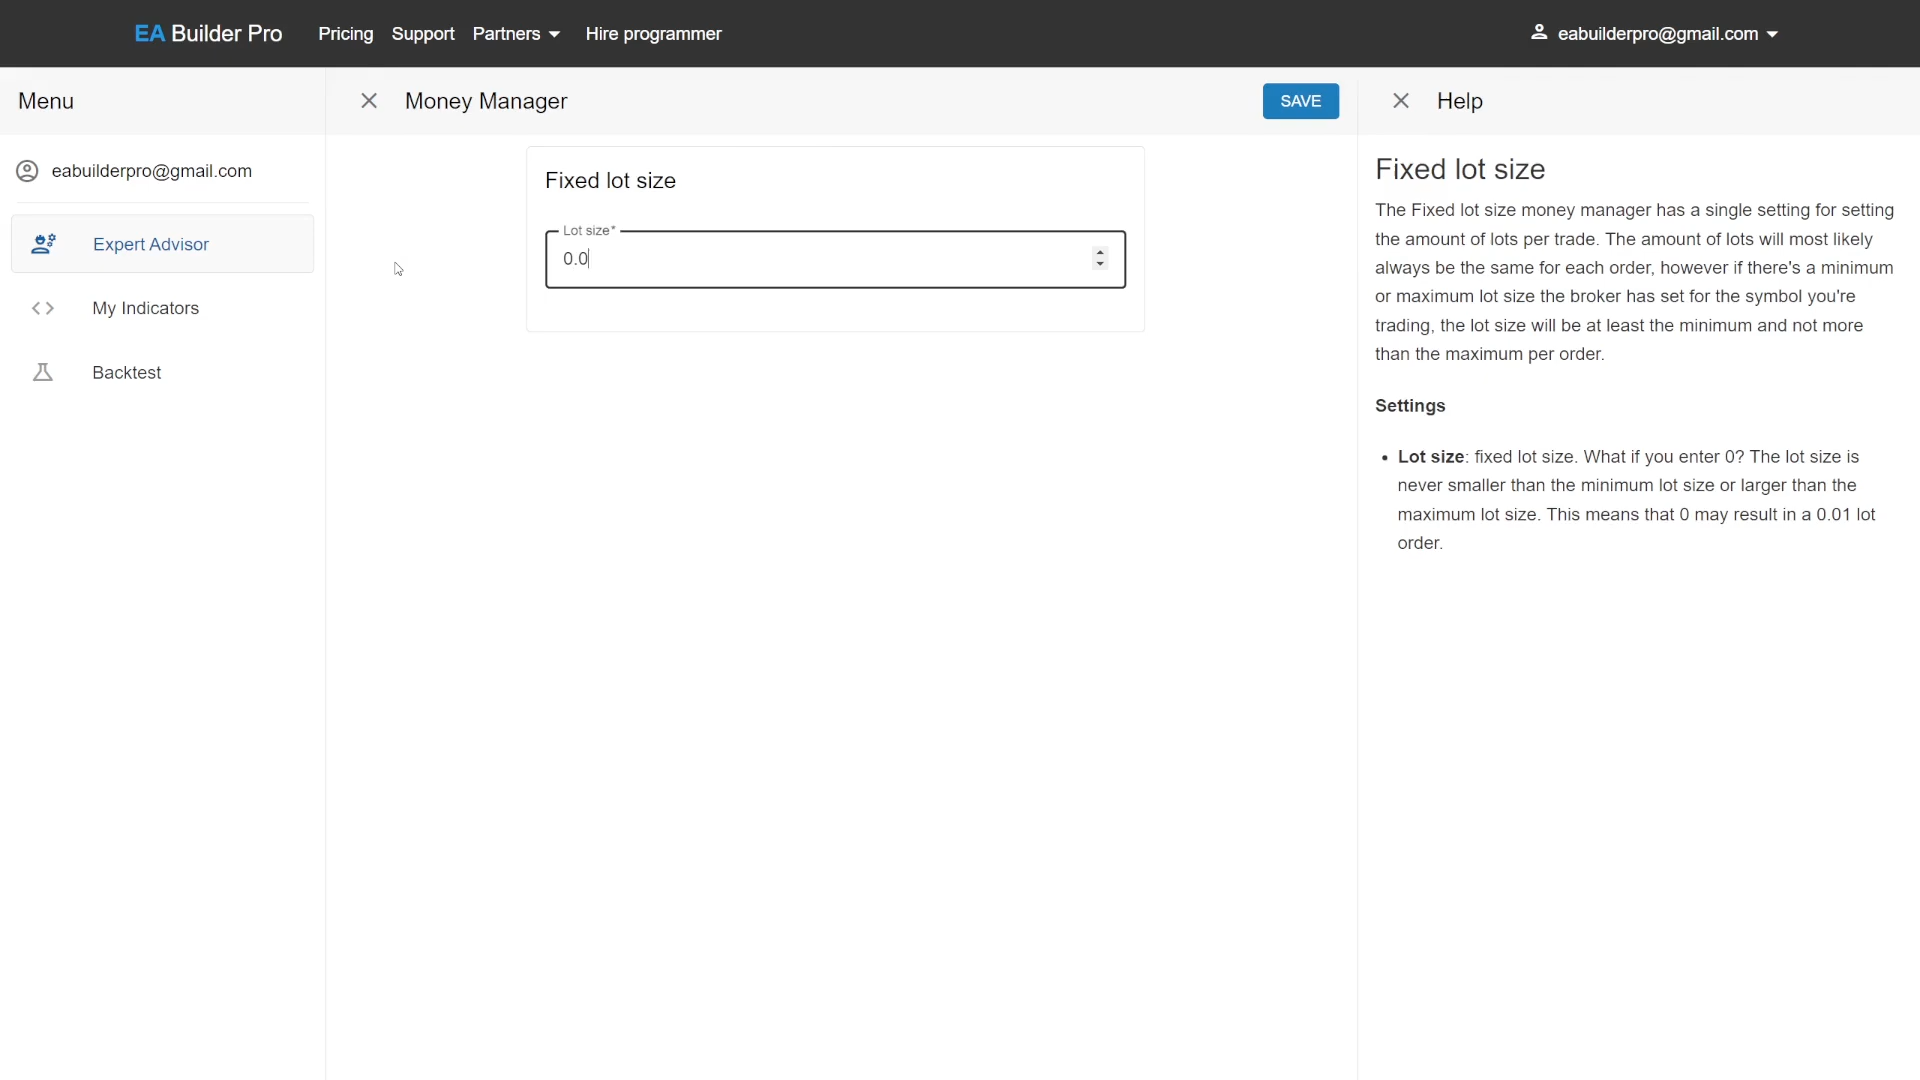 EA Builder Pro Pricing Support Partners Hire programmer eabuilderpro@gmail.com
Menu
Money Manager
SAVE
Help
eabuilderpro@gmail.com
Expert Advisor
My Indicators
Backtest
Fixed lot size
Lot size*
0.0
Fixed lot size
The Fixed lot size money manager has a single setting for setting
the amount of lots per trade. The amount of lots will most likely
always be the same for each order, however if there's a minimum
or maximum lot size the broker has set for the symbol you're
trading, the lot size will be at least the minimum and not more
than the maximum per order.
Settings
• Lot size: fixed lot size. What if you enter 0? The lot size is
never smaller than the minimum lot size or larger than the
maximum lot size. This means that 0 may result in a 0.01 lot
order.